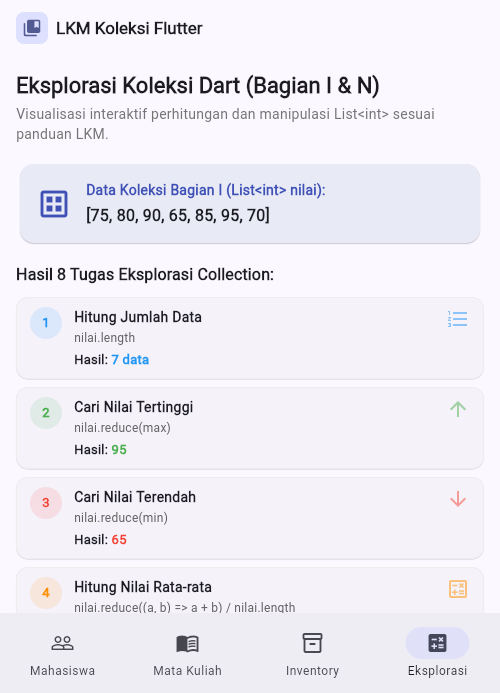 LKM Koleksi Flutter
Eksplorasi Koleksi Dart (Bagian I & N)
Visualisasi interaktif perhitungan dan manipulasi List<int> sesuai
panduan LKM.
Data Koleksi Bagian I (List<int> nilai):
[75, 80, 90, 65, 85, 95, 70]
Hasil 8 Tugas Eksplorasi Collection:
1
Hitung Jumlah Data
nilai.length
Hasil: 7 data
2
Cari Nilai Tertinggi
nilai.reduce(max)
Hasil: 95
3
Cari Nilai Terendah
nilai.reduce(min)
Hasil: 65
4
Hitung Nilai Rata-rata
nilai.reduce((a, b) => a + b) / nilai.length
Mahasiswa
Mata Kuliah
Inventory
Eksplorasi